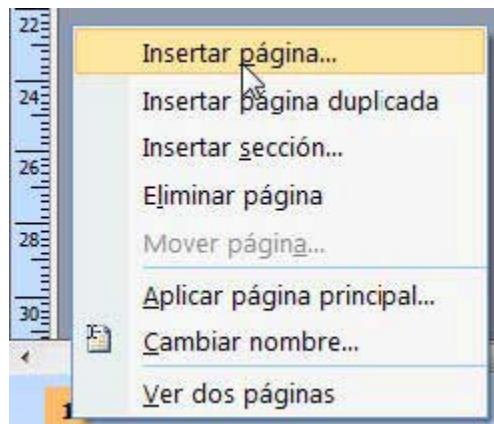 22
24
26
28
30
Insertar página...
Insertar página duplicada
Insertar sección...
Eliminar página
Mover página...
Aplicar página principal...
Cambiar nombre...
Ver dos páginas
1